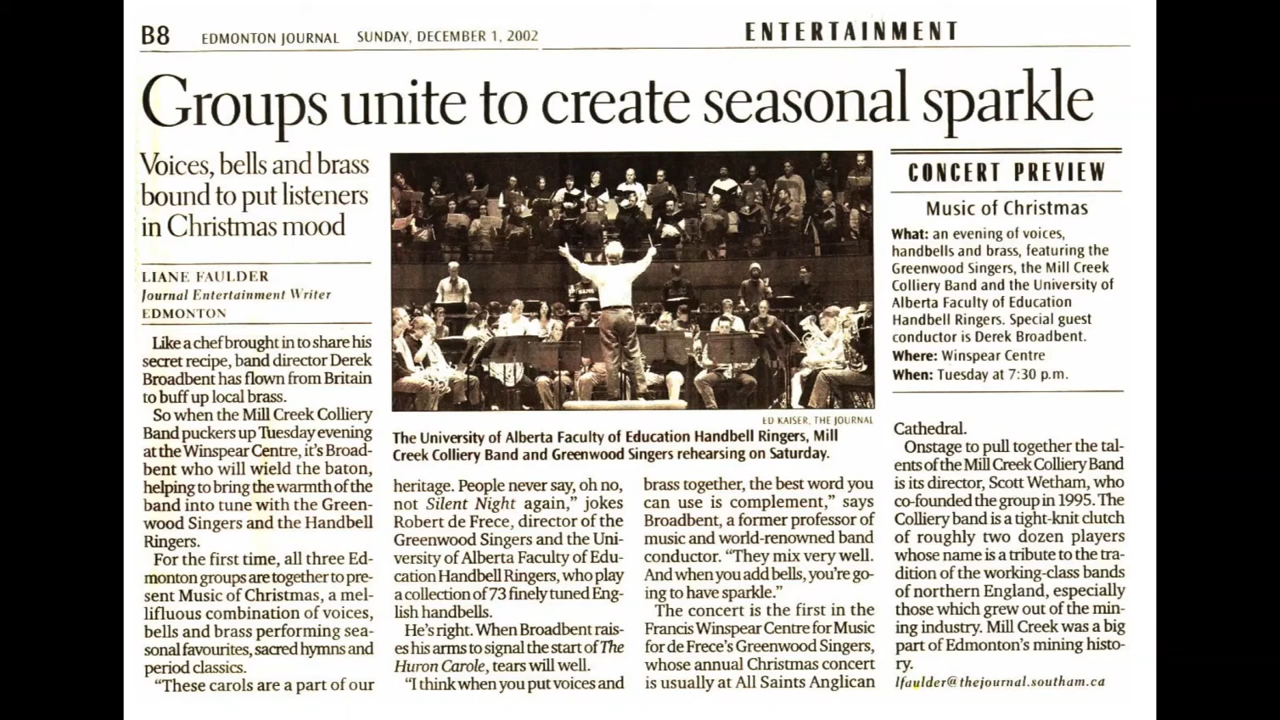 B8 EDMONTON JOURNAL SUNDAY, DECEMBER 1, 2002 ENTERTAINMENT
Groups unite to create seasonal sparkle
Voices, bells and brass
bound to put listeners
in Christmas mood
LIANE FAULDER
Journal Entertainment Writer
EDMONTON
Like a chef brought in to share his
secret recipe, band director Derek
Broadbent has flown from Britain
to buff up local brass.
So when the Mill Creek Colliery
Band puckers up Tuesday evening
at the Winspear Centre, it's Broad-
bent who will wield the baton,
helping to bring the warmth of the
band into tune with the Green-
wood Singers and the Handbell
Ringers.
For the first time, all three Ed-
monton groups are together to pre-
sent Music of Christmas, a mel-
lifluous combination of voices,
bells and brass performing sea-
sonal favourites, sacred hymns and
period classics.
"These carols are a part of our
ED KAISER, THE JOURNAL
The University of Alberta Faculty of Education Handbell Ringers, Mill
Creek Colliery Band and Greenwood Singers rehearsing on Saturday.
heritage. People never say, oh no,
not Silent Night again," jokes
Robert de Frece, director of the
Greenwood Singers and the Uni-
versity of Alberta Faculty of Edu-
cation Handbell Ringers, who play
a collection of 73 finely tuned Eng-
lish handbells.
He's right. When Broadbent rais-
es his arms to signal the start of The
Huron Carole, tears will well.
"I think when you put voices and
brass together, the best word you
can use is complement," says
Broadbent, a former professor of
music and world-renowned band
conductor. "They mix very well.
And when you add bells, you're go-
ing to have sparkle."
The concert is the first in the
Francis Winspear Centre for Music
for de Frece's Greenwood Singers,
whose annual Christmas concert
is usually at All Saints Anglican
CONCERT PREVIEW
Music of Christmas
What: an evening of voices,
handbells and brass, featuring the
Greenwood Singers, the Mill Creek
Colliery Band and the University of
Alberta Faculty of Education
Handbell Ringers. Special guest
conductor is Derek Broadbent.
Where: Winspear Centre
When: Tuesday at 7:30 p.m.
Cathedral.
Onstage to pull together the tal-
ents of the Mill Creek Colliery Band
is its director, Scott Wetham, who
co-founded the group in 1995. The
Colliery band is a tight-knit clutch
of roughly two dozen players
whose name is a tribute to the tra-
dition of the working-class bands
of northern England, especially
those which grew out of the min-
ing industry. Mill Creek was a big
part of Edmonton's mining histo-
ry.
lfaulder@thejournal.southam.ca